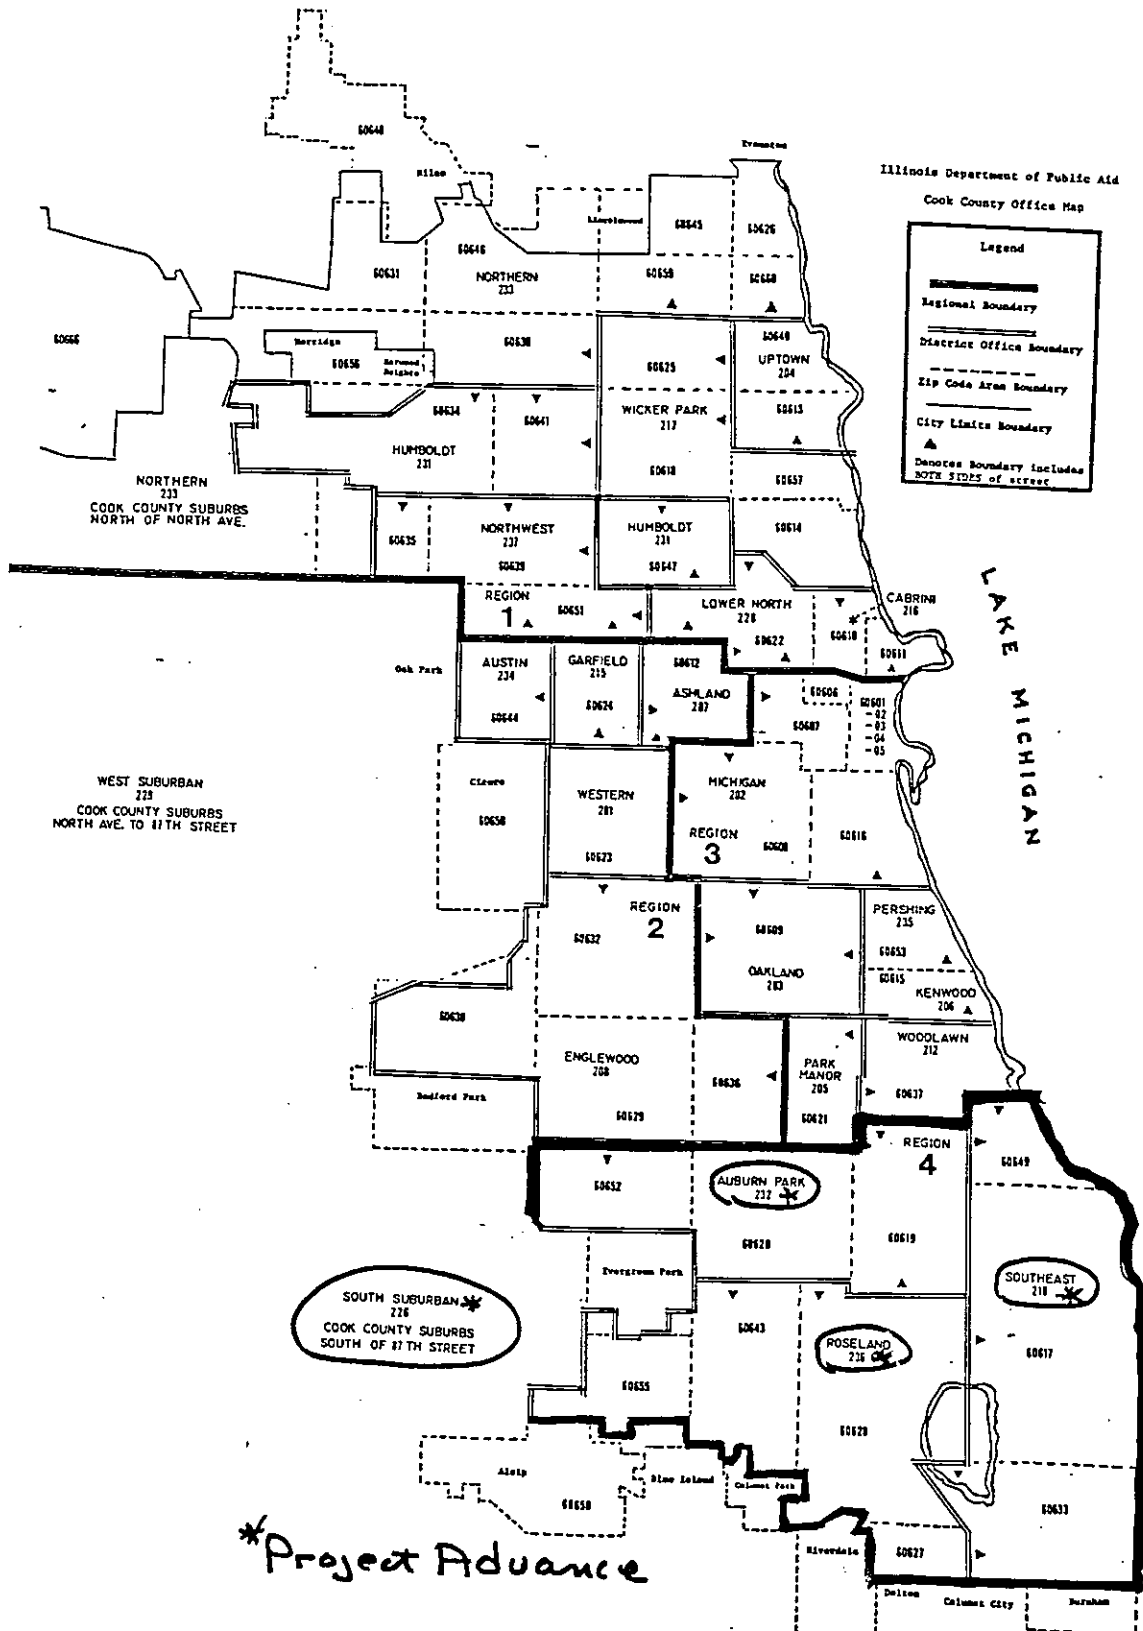 Illinois Department of Public Aid
Cook County Office Map
Legend
Regional Boundary
District Office Boundary
Zip Code Area Boundary
City Limits Boundary
Denotes Boundary includes
BOTH SIDES of street
60648
Evanston
Niles
Lincolnwood
60645
60626
60646
60631
NORTHERN
233
60659
60660
60666
Norridge
60656
Harwood
Heights
60630
60640
UPTOWN
204
60625
60634
60641
WICKER PARK
217
60613
HUMBOLDT
231
60618
60657
NORTHERN
233
COOK COUNTY SUBURBS
NORTH OF NORTH AVE.
60635
NORTHWEST
237
60639
HUMBOLDT
231
60647
60614
REGION
1
60651
LOWER NORTH
228
60622
60610
CABRINI
216
60611
LAKE MICHIGAN
Oak Park
AUSTIN
234
60644
GARFIELD
215
60624
60612
ASHLAND
207
60606
60607
60601
-02
-03
-04
-05
WEST SUBURBAN
229
COOK COUNTY SUBURBS
NORTH AVE. TO 87TH STREET
Cicero
60650
WESTERN
201
60623
MICHIGAN
202
REGION
3
60608
60616
REGION
2
60632
60609
OAKLAND
203
PERSHING
235
60653
60615
KENWOOD
206
60638
ENGLEWOOD
208
60629
60636
PARK
MANOR
205
60621
WOODLAWN
212
60637
Bedford Park
REGION
4
60649
60652
AUBURN PARK
232 *
60620
60619
SOUTHEAST
218 *
Evergreen Park
SOUTH SUBURBAN *
226
COOK COUNTY SUBURBS
SOUTH OF 87TH STREET
60643
ROSELAND
236 *
60617
60655
60628
Alsip
60658
Blue Island
Calumet Park
60633
Riverdale
60627
Dolton
Calumet City
Burnham
*Project Advance